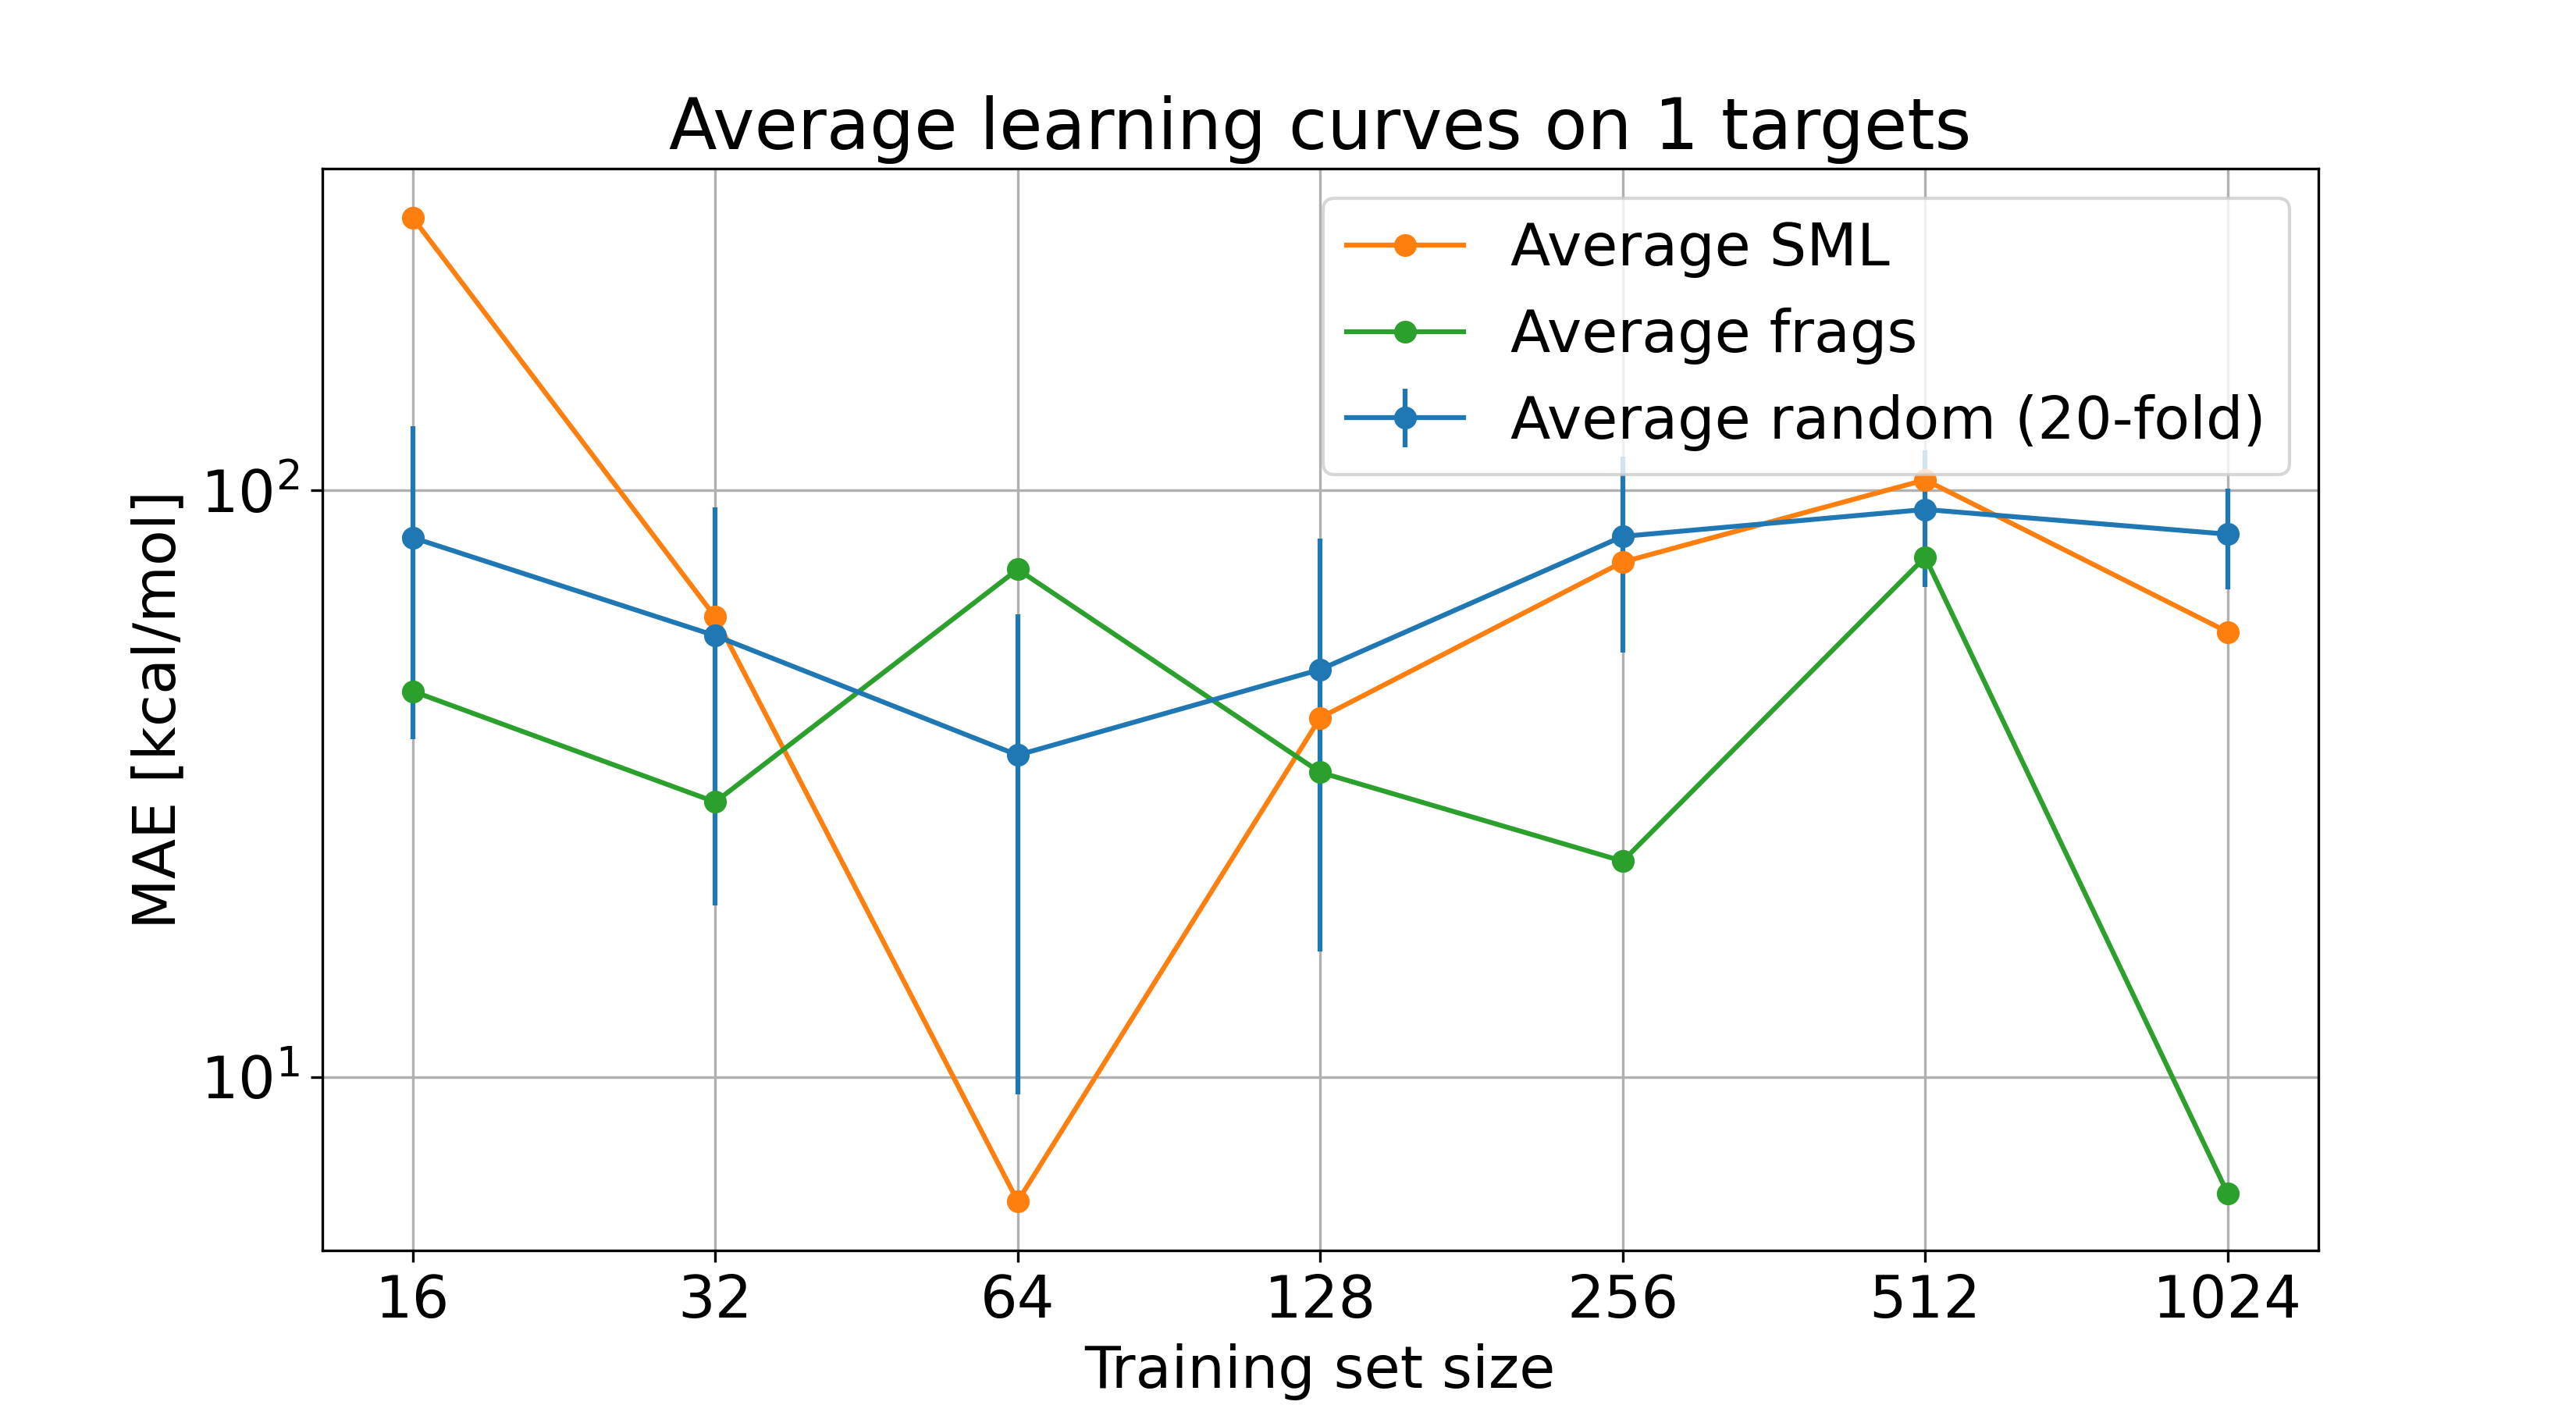 Average learning curves on 1 targets
Average SML
Average frags
Average random (20-fold)
MAE [kcal/mol]
10²
10¹
16 32 64 128 256 512 1024
Training set size